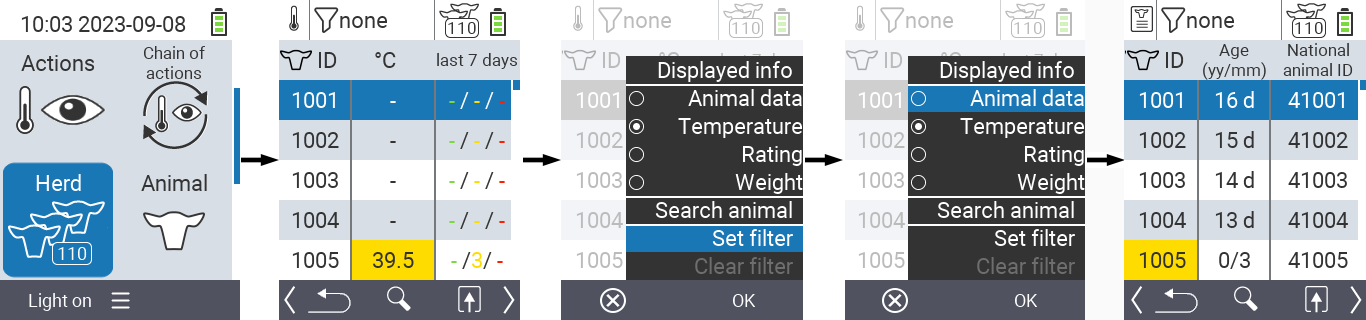 10:03 2023-09-08
Actions
Chain of
actions
Herd
110
Animal
Light on
none
110
ID °C last 7 days
1001 - -/-/-
1002 - -/-/-
1003 - -/-/-
1004 - -/-/-
1005 39.5 -/3/-
none
110
ID
1001
1002
1003
1004
1005
Displayed info
Animal data
Temperature
Rating
Weight
Search animal
Set filter
Clear filter
OK
none
110
ID
1001
1002
1003
1004
1005
Displayed info
Animal data
Temperature
Rating
Weight
Search animal
Set filter
Clear filter
OK
none
110
ID Age National
(yy/mm) animal ID
1001 16 d 41001
1002 15 d 41002
1003 14 d 41003
1004 13 d 41004
1005 0/3 41005